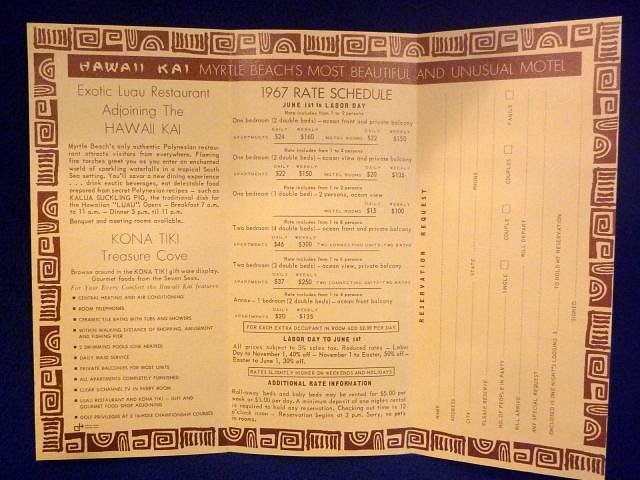 HAWAII KAI MYRTLE BEACH'S MOST BEAUTIFUL AND UNUSUAL MOTEL
Exotic Luau Restaurant
Adjoining The
HAWAII KAI
Myrtle Beach's only authentic Polynesian restau-
rant attracts visitors from everywhere. Flaming
fire torches greet you as you enter an enchanted
world of sparkling waterfalls in a tropical South
Sea setting. You'll savor a new dining experience
. . . drink exotic beverages, eat delectable food
prepared from secret Polynesian recipes — such as
KALUA SUCKLING PIG, the traditional dish for
the Hawaiian "LUAU". Open — Breakfast 7 a.m.
to 11 a.m. — Dinner 5 p.m. til 11 p.m.
Banquet and meeting rooms available.
KONA TIKI
Treasure Cove
Browse around in the KONA TIKI gift ware display.
Gourmet foods from the Seven Seas.
For Your Every Comfort the Hawaii Kai features
CENTRAL HEATING AND AIR CONDITIONING
ROOM TELEPHONES
CERAMIC TILE BATHS WITH TUBS AND SHOWERS
WITHIN WALKING DISTANCE OF SHOPPING, AMUSEMENT
AND FISHING PIER
2 SWIMMING POOLS (ONE HEATED)
DAILY MAID SERVICE
PRIVATE BALCONIES FOR MOST UNITS
ALL APARTMENTS COMPLETELY FURNISHED
CLEAR 5-CHANNEL TV IN EVERY ROOM
LUAU RESTAURANT AND KONA TIKI — GIFT AND
GOURMET FOOD SHOP ADJOINING
GOLF PRIVILEGES AT 5 NEARBY CHAMPIONSHIP COURSES
1967 RATE SCHEDULE
JUNE 1st to LABOR DAY
Rate includes from 1 to 3 persons
One bedroom (2 double beds) — ocean front and private balcony
DAILY WEEKLY DAILY WEEKLY
APARTMENTS $24 $160 MOTEL ROOMS $22 $150
Rate includes from 1 to 3 persons
One bedroom (2 double beds) — ocean view and private balcony
DAILY WEEKLY DAILY WEEKLY
APARTMENTS $22 $150 MOTEL ROOMS $20 $135
Rate includes from 1 to 2 persons
One bedroom (1 double bed) — 2 persons, ocean view
DAILY WEEKLY
MOTEL ROOMS $15 $100
Rate includes from 1 to persons
Two bedrooms (4 double beds) — ocean front and private balcony
DAILY WEEKLY
APARTMENTS $46 $300 TWO CONNECTING UNITS-TWO BATHS
Rate includes from 1 to persons
Two bedrooms (3 double beds) — ocean view, private balcony
DAILY WEEKLY
APARTMENTS $37 $250 TWO CONNECTING UNITS-TWO BATHS
Rate includes from 1 to persons
Annex — 1 bedroom (2 double beds) — ocean front balcony
DAILY WEEKLY
APARTMENTS $20 $125
FOR EACH EXTRA OCCUPANT IN ROOM ADD $2.00 PER DAY
LABOR DAY TO JUNE 1st
All prices subject to 3% sales tax. Reduced rates — Labor
Day to November 1, 40% off — November 1 to Easter, 50% off —
Easter to June 1, 30% off.
RATES SLIGHTLY HIGHER ON WEEKENDS AND HOLIDAYS
ADDITIONAL RATE INFORMATION
Roll-away beds and baby beds may be rented for $1.00 per
week or A minimum deposit of one nights rental
is required to hold any reservation. Checking out time is 12
o'clock noon — Reservation begins at 3 p.m. Sorry, no pets
in rooms.
RESERVATION REQUEST
NAME
ADDRESS
CITY STATE PHONE
PLEASE RESERVE
NO. OF PEOPLE IN PARTY SINGLE COUPLE COUPLES FAMILY
WILL ARRIVE WILL DEPART
ANY SPECIAL REQUEST
ENCLOSED IS ONE NIGHT'S LODGING $ TO HOLD MY RESERVATION
SIGNED